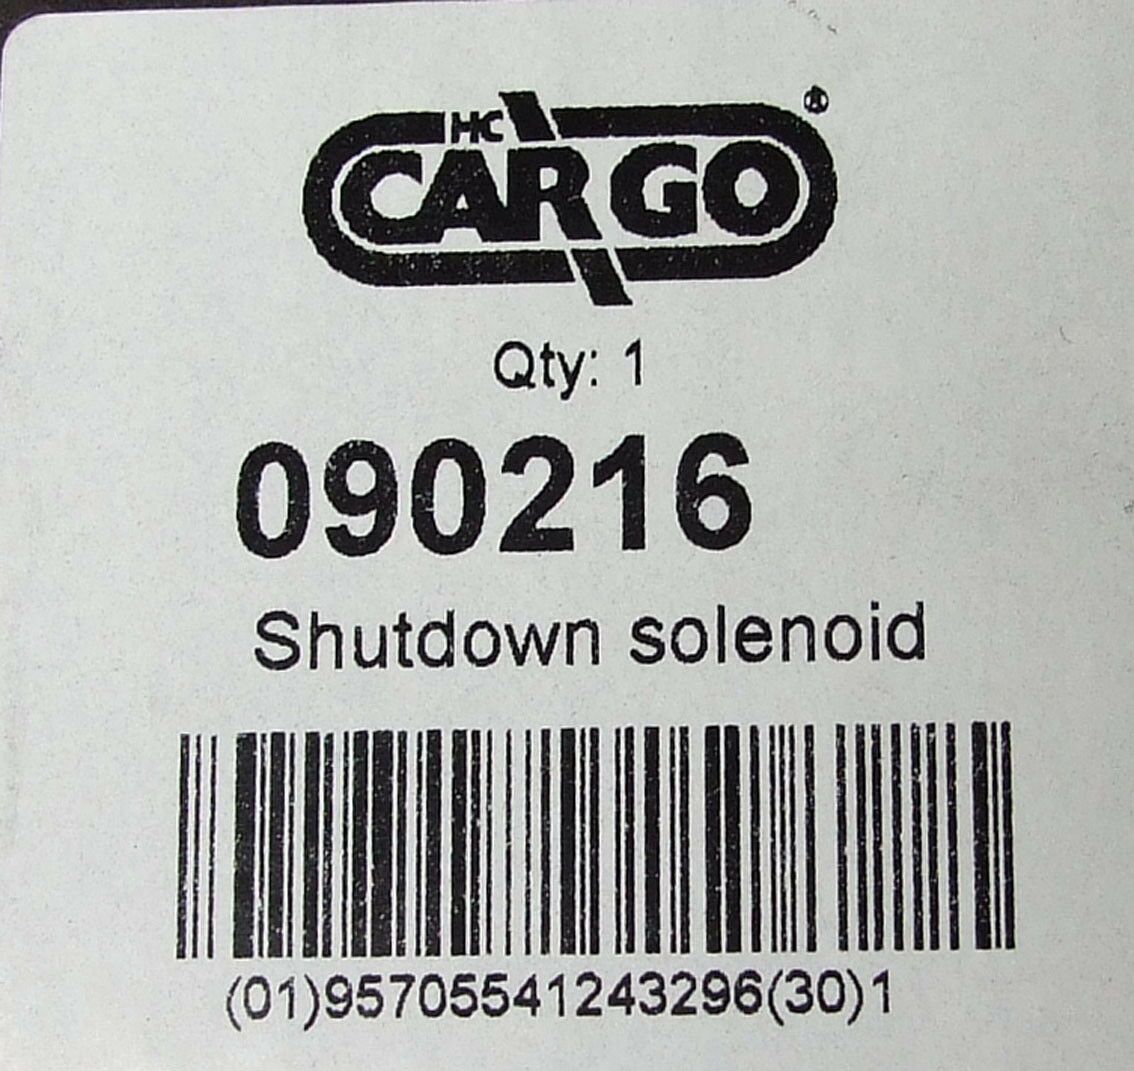 HC
CARGO®
Qty: 1
090216
Shutdown solenoid
(01)95705541243296(30)1